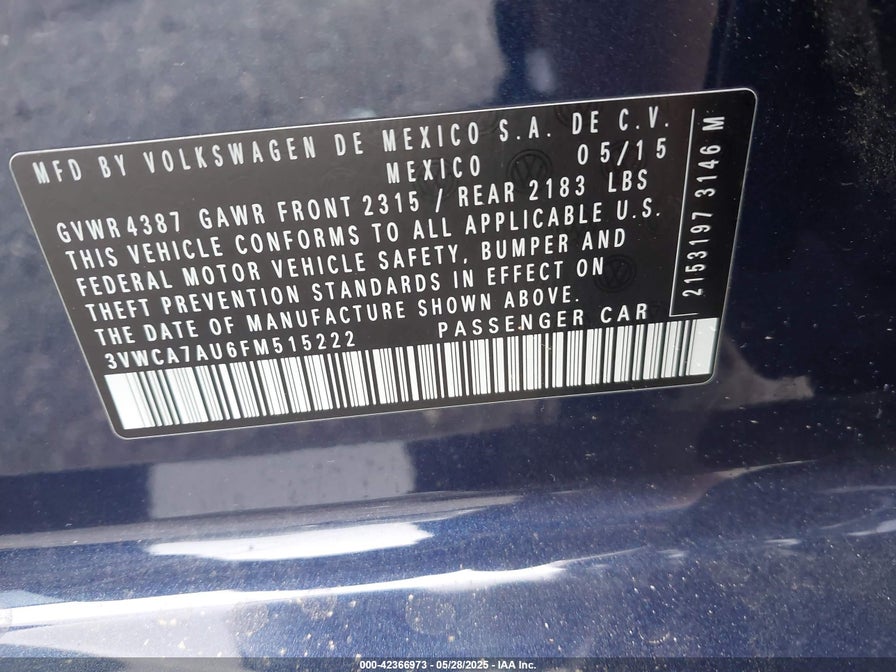 MFD BY VOLKSWAGEN DE MEXICO S.A. DE C.V.
MEXICO 05/15
GVWR 4387 GAWR FRONT 2315 / REAR 2183 LBS
THIS VEHICLE CONFORMS TO ALL APPLICABLE U.S.
FEDERAL MOTOR VEHICLE SAFETY, BUMPER AND
THEFT PREVENTION STANDARDS IN EFFECT ON
THE DATE OF MANUFACTURE SHOWN ABOVE.
3VWCA7AU6FM515222 PASSENGER CAR
2153197 3146 M
000-42366973 - 05/28/2025 - IAA Inc.